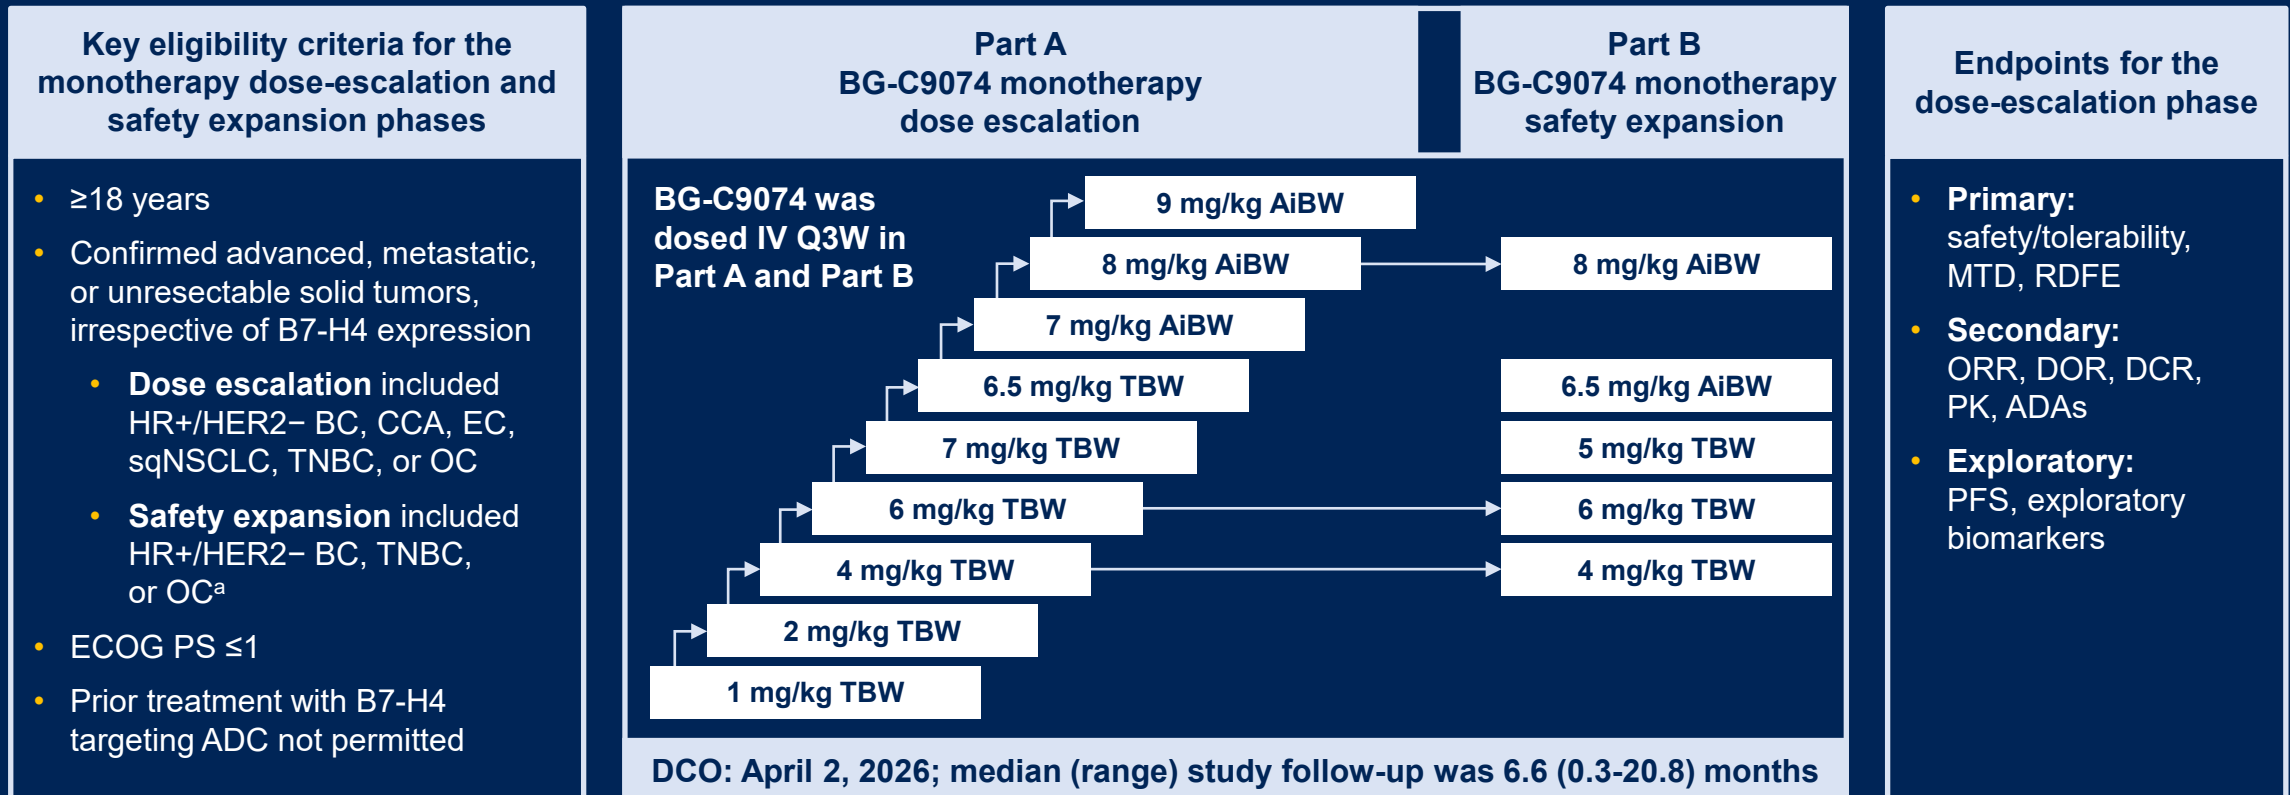 Key eligibility criteria for the
monotherapy dose-escalation and
safety expansion phases
• ≥18 years
• Confirmed advanced, metastatic,
or unresectable solid tumors,
irrespective of B7-H4 expression
• Dose escalation included
HR+/HER2− BC, CCA, EC,
sqNSCLC, TNBC, or OC
• Safety expansion included
HR+/HER2− BC, TNBC,
or OCᵃ
• ECOG PS ≤1
• Prior treatment with B7-H4
targeting ADC not permitted
Part A
BG-C9074 monotherapy
dose escalation
Part B
BG-C9074 monotherapy
safety expansion
BG-C9074 was
dosed IV Q3W in
Part A and Part B
9 mg/kg AiBW
8 mg/kg AiBW
7 mg/kg AiBW
6.5 mg/kg TBW
7 mg/kg TBW
6 mg/kg TBW
4 mg/kg TBW
2 mg/kg TBW
1 mg/kg TBW
8 mg/kg AiBW
6.5 mg/kg AiBW
5 mg/kg TBW
6 mg/kg TBW
4 mg/kg TBW
DCO: April 2, 2026; median (range) study follow-up was 6.6 (0.3-20.8) months
Endpoints for the
dose-escalation phase
• Primary:
safety/tolerability,
MTD, RDFE
• Secondary:
ORR, DOR, DCR,
PK, ADAs
• Exploratory:
PFS, exploratory
biomarkers